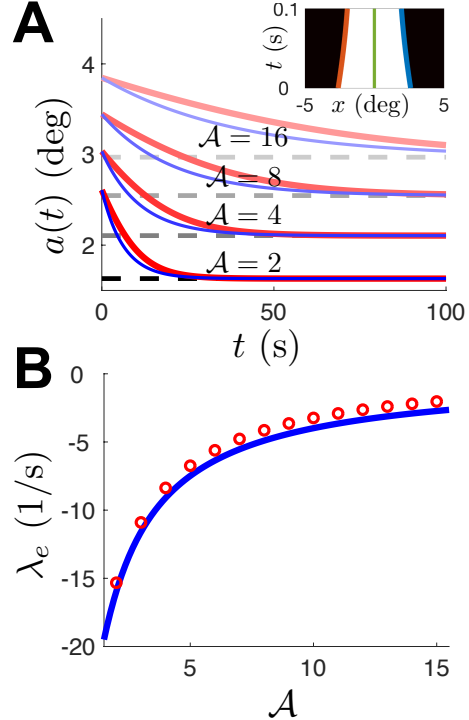 A
0.1
t (s)
0
-5 x (deg) 5
a(t) (deg)
4
3
2
𝒜 = 16
𝒜 = 8
𝒜 = 4
𝒜 = 2
0 50 100
t (s)
B
λe (1/s)
0
-5
-10
-15
-20
5 10 15
𝒜